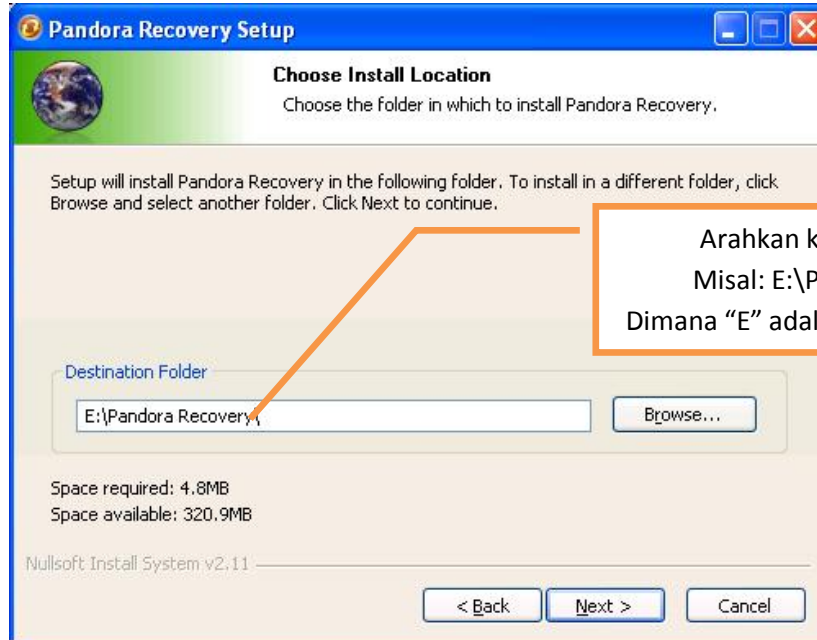 Pandora Recovery Setup
Choose Install Location
Choose the folder in which to install Pandora Recovery.
Setup will install Pandora Recovery in the following folder. To install in a different folder, click
Browse and select another folder. Click Next to continue.
Arahkan k
Misal: E:\P
Dimana “E” adal
Destination Folder
E:\Pandora Recovery\
Browse...
Space required: 4.8MB
Space available: 320.9MB
Nullsoft Install System v2.11
< Back
Next >
Cancel